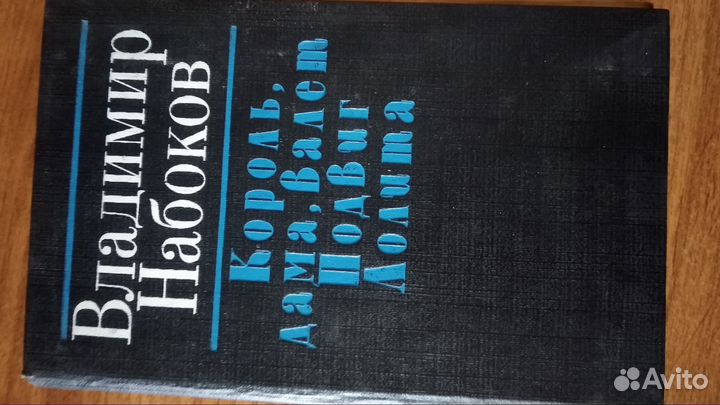 Владимир
Набоков
Король,
дама, валет
Подвиг
Лолита
Avito